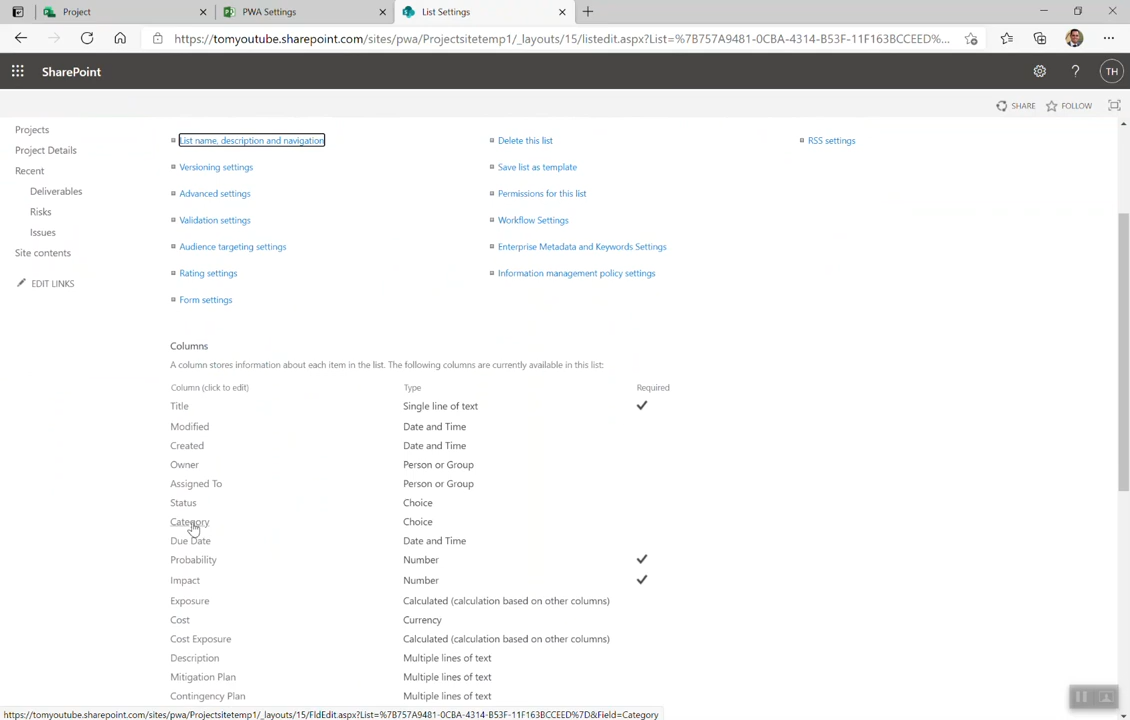 Project
PWA Settings
List Settings
https://tomyoutube.sharepoint.com/sites/pwa/Projectsitetemp1/_layouts/15/listedit.aspx?List=%7B757A9481-0CBA-4314-B53F-11F163BCCEED%...
SharePoint
TH
SHARE
FOLLOW
Projects
Project Details
Recent
Deliverables
Risks
Issues
Site contents
EDIT LINKS
List name, description and navigation
Delete this list
RSS settings
Versioning settings
Save list as template
Advanced settings
Permissions for this list
Validation settings
Workflow Settings
Audience targeting settings
Enterprise Metadata and Keywords Settings
Rating settings
Information management policy settings
Form settings
Columns
A column stores information about each item in the list. The following columns are currently available in this list:
Column (click to edit) Type Required
Title Single line of text
Modified Date and Time
Created Date and Time
Owner Person or Group
Assigned To Person or Group
Status Choice
Category Choice
Due Date Date and Time
Probability Number
Impact Number
Exposure Calculated (calculation based on other columns)
Cost Currency
Cost Exposure Calculated (calculation based on other columns)
Description Multiple lines of text
Mitigation Plan Multiple lines of text
Contingency Plan Multiple lines of text
https://tomyoutube.sharepoint.com/sites/pwa/Projectsitetemp1/_layouts/15/FldEdit.aspx?List=%7B757A9481-0CBA-4314-B53F-11F163BCCEED%7D&Field=Category